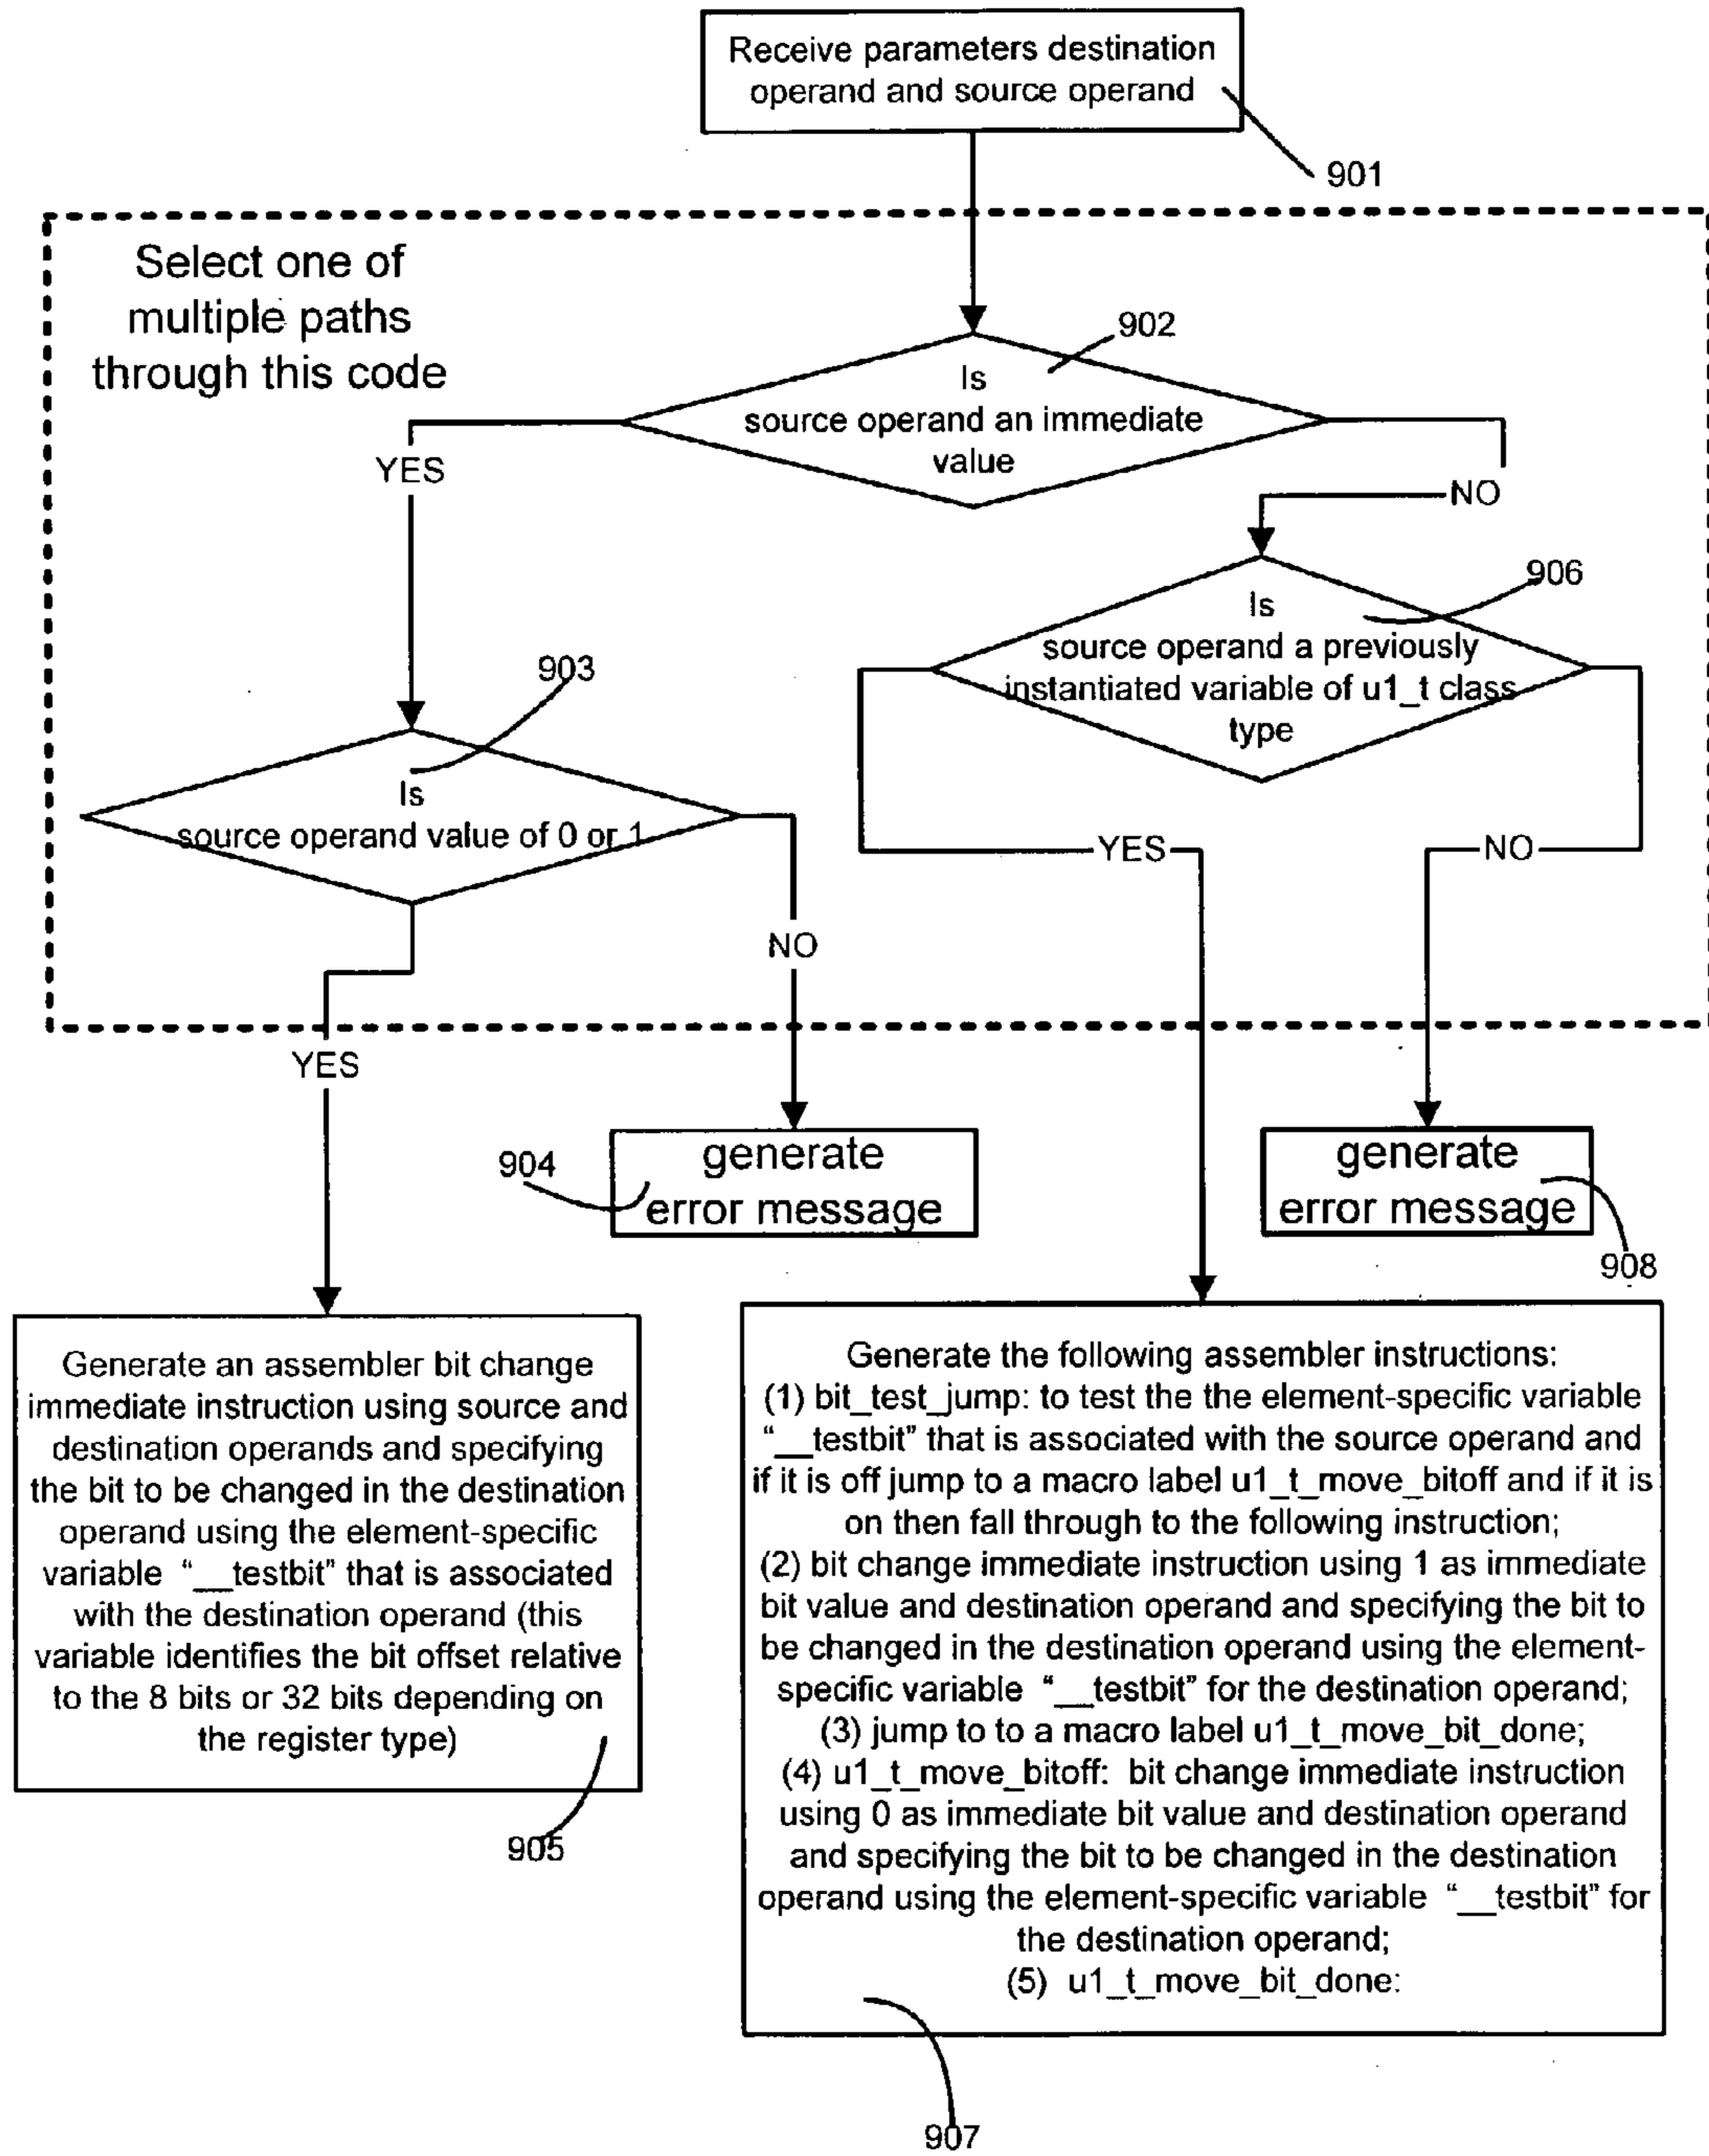 Receive parameters destination
operand and source operand
901
Select one of
multiple paths
through this code
902
Is
source operand an immediate
value
YES
NO
906
Is
source operand a previously
instantiated variable of u1_t class
type
903
Is
source operand value of 0 or 1
YES
NO
NO
YES
904
generate
error message
generate
error message
908
Generate an assembler bit change
immediate instruction using source and
destination operands and specifying
the bit to be changed in the destination
operand using the element-specific
variable “__testbit” that is associated
with the destination operand (this
variable identifies the bit offset relative
to the 8 bits or 32 bits depending on
the register type)
905
Generate the following assembler instructions:
(1) bit_test_jump: to test the the element-specific variable
“__testbit” that is associated with the source operand and
if it is off jump to a macro label u1_t_move_bitoff and if it is
on then fall through to the following instruction;
(2) bit change immediate instruction using 1 as immediate
bit value and destination operand and specifying the bit to
be changed in the destination operand using the element-
specific variable “__testbit” for the destination operand;
(3) jump to to a macro label u1_t_move_bit_done;
(4) u1_t_move_bitoff: bit change immediate instruction
using 0 as immediate bit value and destination operand
and specifying the bit to be changed in the destination
operand using the element-specific variable “__testbit” for
the destination operand;
(5) u1_t_move_bit_done:
907